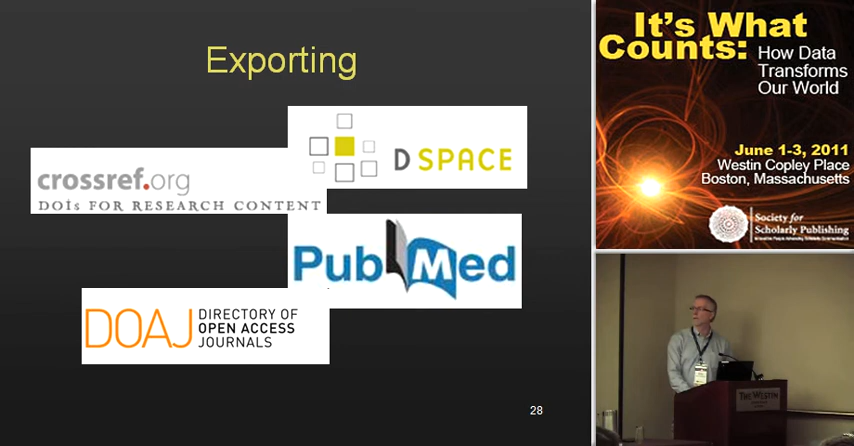 Exporting
crossref.org
DOIs FOR RESEARCH CONTENT
D SPACE
PubMed
DOAJ
DIRECTORY OF
OPEN ACCESS
JOURNALS
28
It's What
Counts:
How Data
Transforms
Our World
June 1-3, 2011
Westin Copley Place
Boston, Massachusetts
Society for
Scholarly Publishing
THE WESTIN